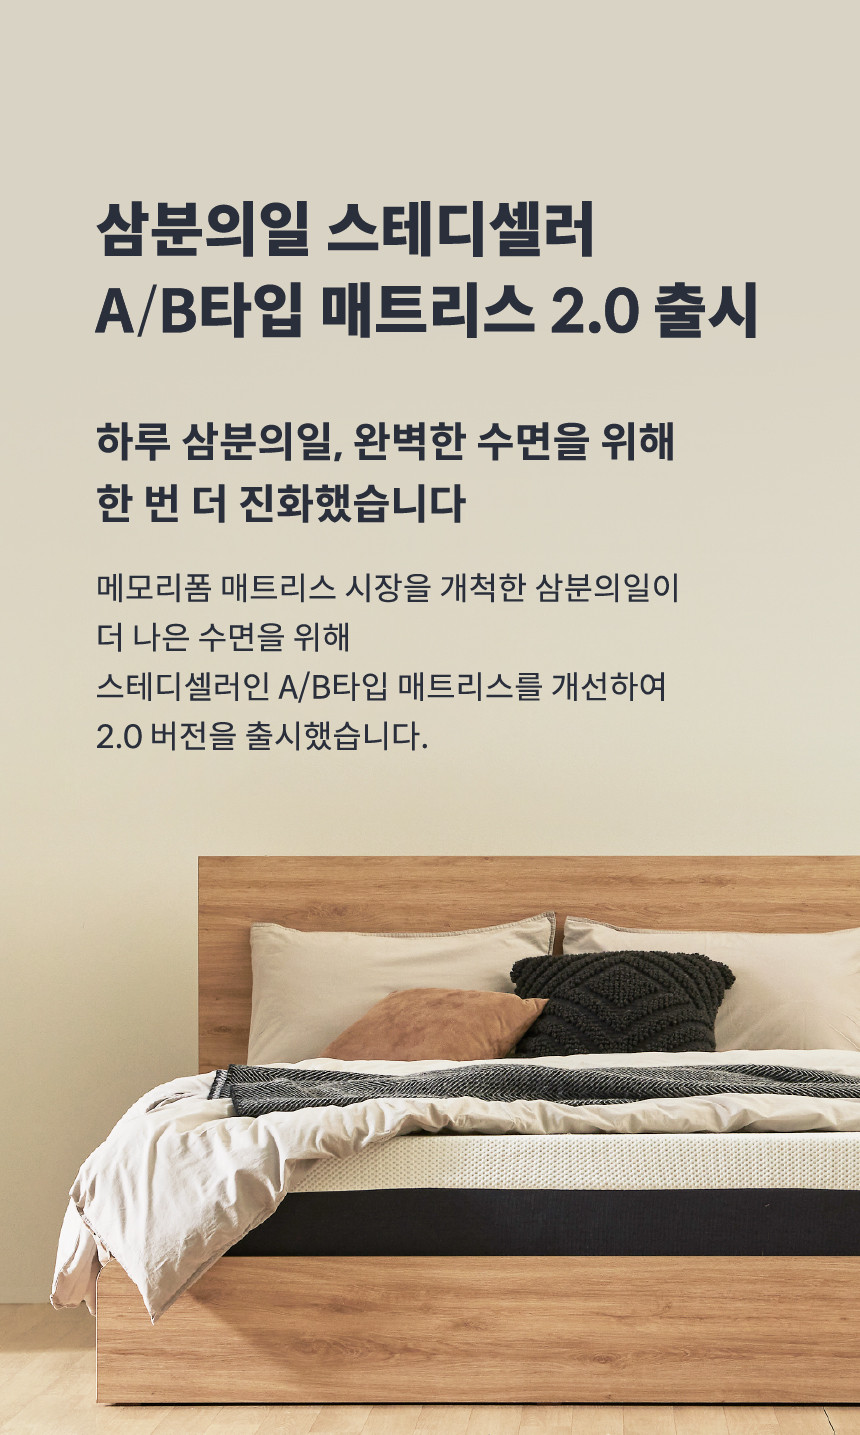 삼분의일 스테디셀러
A/B타입 매트리스 2.0 출시
하루 삼분의일, 완벽한 수면을 위해
한 번 더 진화했습니다
메모리폼 매트리스 시장을 개척한 삼분의일이
더 나은 수면을 위해
스테디셀러인 A/B타입 매트리스를 개선하여
2.0 버전을 출시했습니다.